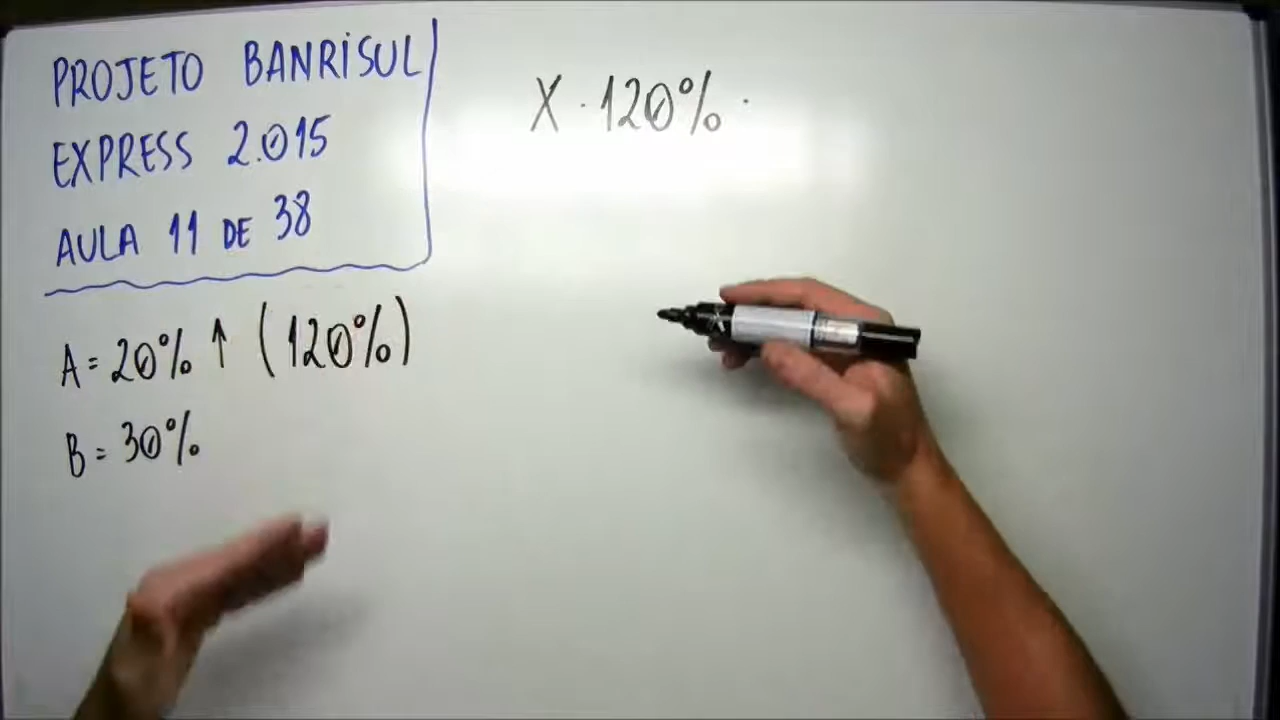 PROJETO BANRISUL
EXPRESS 2.015
AULA 11 DE 38
A = 20% ↑ (120%)
B = 30%
X · 120% ·